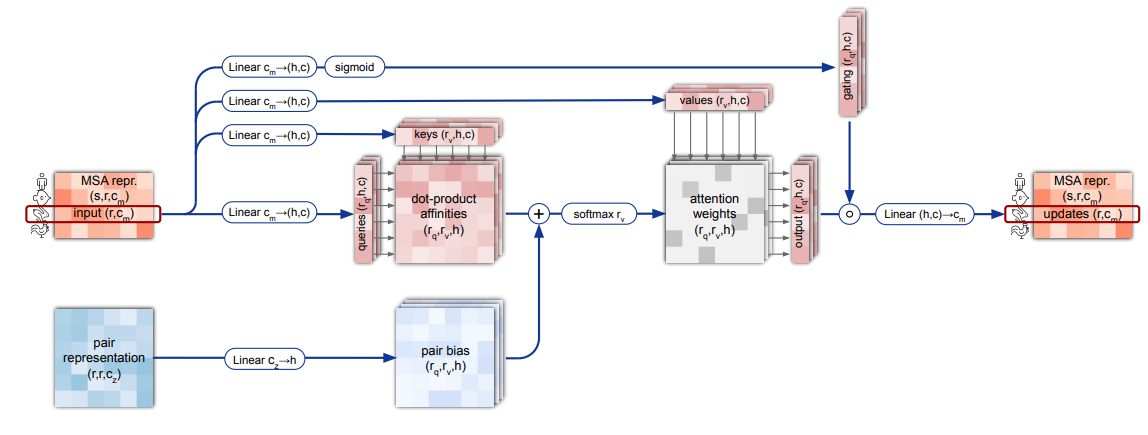 gating (r_q,h,c)
Linear c_m→(h,c)
sigmoid
Linear c_m→(h,c)
values (r_v,h,c)
Linear c_m→(h,c)
keys (r_v,h,c)
MSA repr.
(s,r,c_m)
input (r,c_m)
Linear c_m→(h,c)
queries (r_q,h,c)
dot-product
affinities
(r_q,r_v,h)
+
softmax r_v
attention
weights
(r_q,r_v,h)
output (r_q,h,c)
Linear (h,c)→c_m
MSA repr.
(s,r,c_m)
updates (r,c_m)
pair
representation
(r,r,c_z)
Linear c_z→h
pair bias
(r_q,r_v,h)